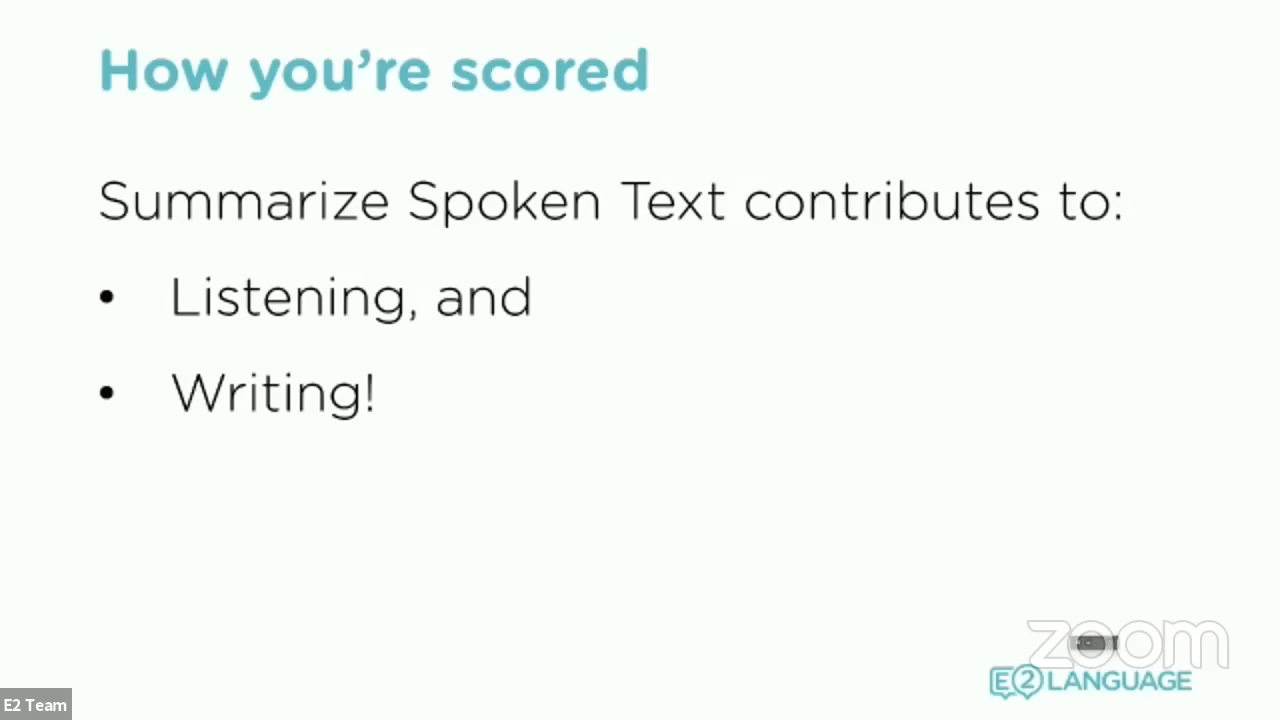 How you're scored
Summarize Spoken Text contributes to:
• Listening, and
• Writing!
zoom
E2 LANGUAGE
E2 Team